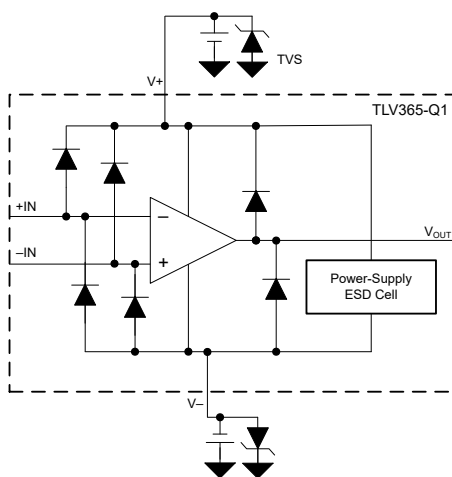 TVS
V+
TLV365-Q1
+IN
−
VOUT
–IN
+
Power-Supply
ESD Cell
V–